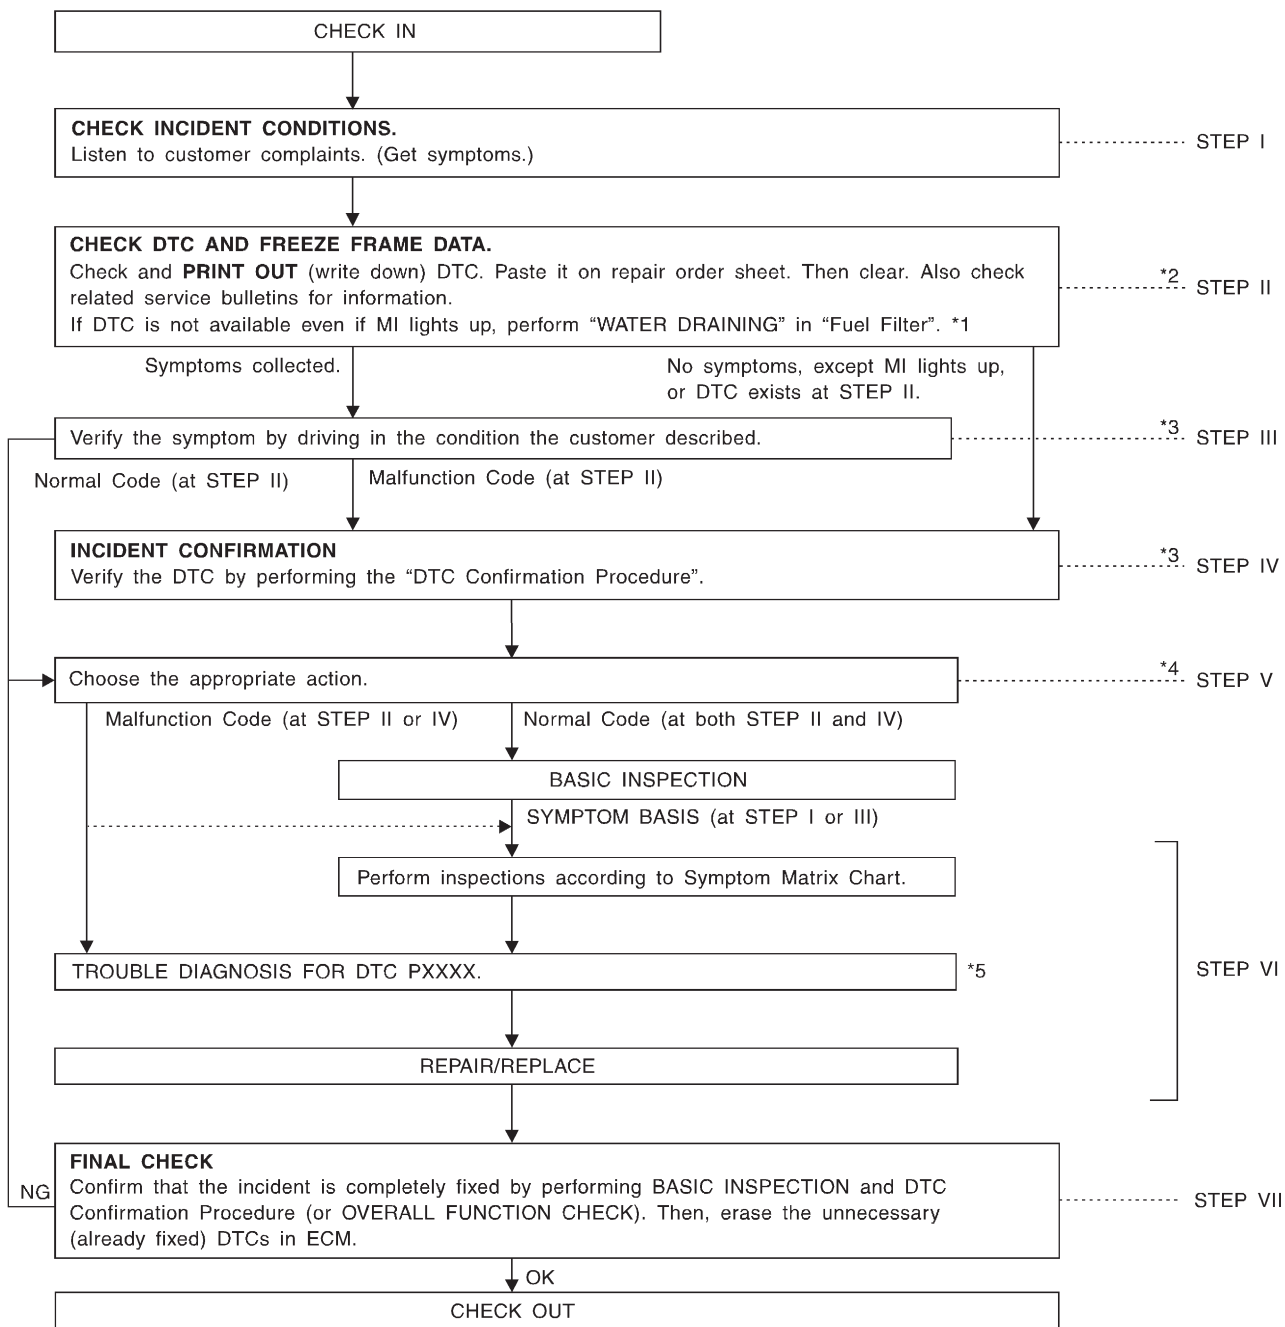 CHECK IN
CHECK INCIDENT CONDITIONS.
Listen to customer complaints. (Get symptoms.)
STEP I
CHECK DTC AND FREEZE FRAME DATA.
Check and PRINT OUT (write down) DTC. Paste it on repair order sheet. Then clear. Also check
related service bulletins for information.
If DTC is not available even if MI lights up, perform “WATER DRAINING” in “Fuel Filter”. *1
*2 STEP II
Symptoms collected.
No symptoms, except MI lights up,
or DTC exists at STEP II.
Verify the symptom by driving in the condition the customer described.
*3 STEP III
Normal Code (at STEP II)
Malfunction Code (at STEP II)
INCIDENT CONFIRMATION
Verify the DTC by performing the “DTC Confirmation Procedure”.
*3 STEP IV
Choose the appropriate action.
*4 STEP V
Malfunction Code (at STEP II or IV)
Normal Code (at both STEP II and IV)
BASIC INSPECTION
SYMPTOM BASIS (at STEP I or III)
Perform inspections according to Symptom Matrix Chart.
TROUBLE DIAGNOSIS FOR DTC PXXXX.
*5
STEP VI
REPAIR/REPLACE
FINAL CHECK
Confirm that the incident is completely fixed by performing BASIC INSPECTION and DTC
Confirmation Procedure (or OVERALL FUNCTION CHECK). Then, erase the unnecessary
(already fixed) DTCs in ECM.
NG
STEP VII
OK
CHECK OUT